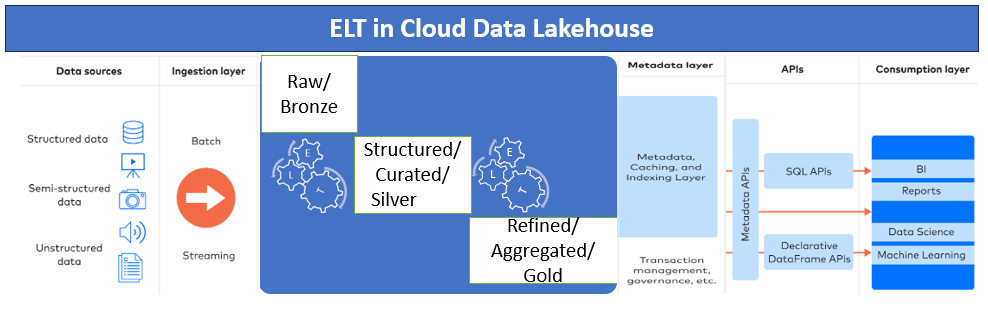 ELT in Cloud Data Lakehouse
Data sources
Ingestion layer
Metadata layer
APIs
Consumption layer
Structured data
Semi-structured
data
Unstructured
data
Batch
Streaming
Raw/
Bronze
E
L
T
Structured/
Curated/
Silver
E
L
T
Refined/
Aggregated/
Gold
Metadata,
Caching, and
Indexing Layer
Transaction
management,
governance, etc.
Metadata APIs
SQL APIs
Declarative
DataFrame APIs
BI
Reports
Data Science
Machine Learning